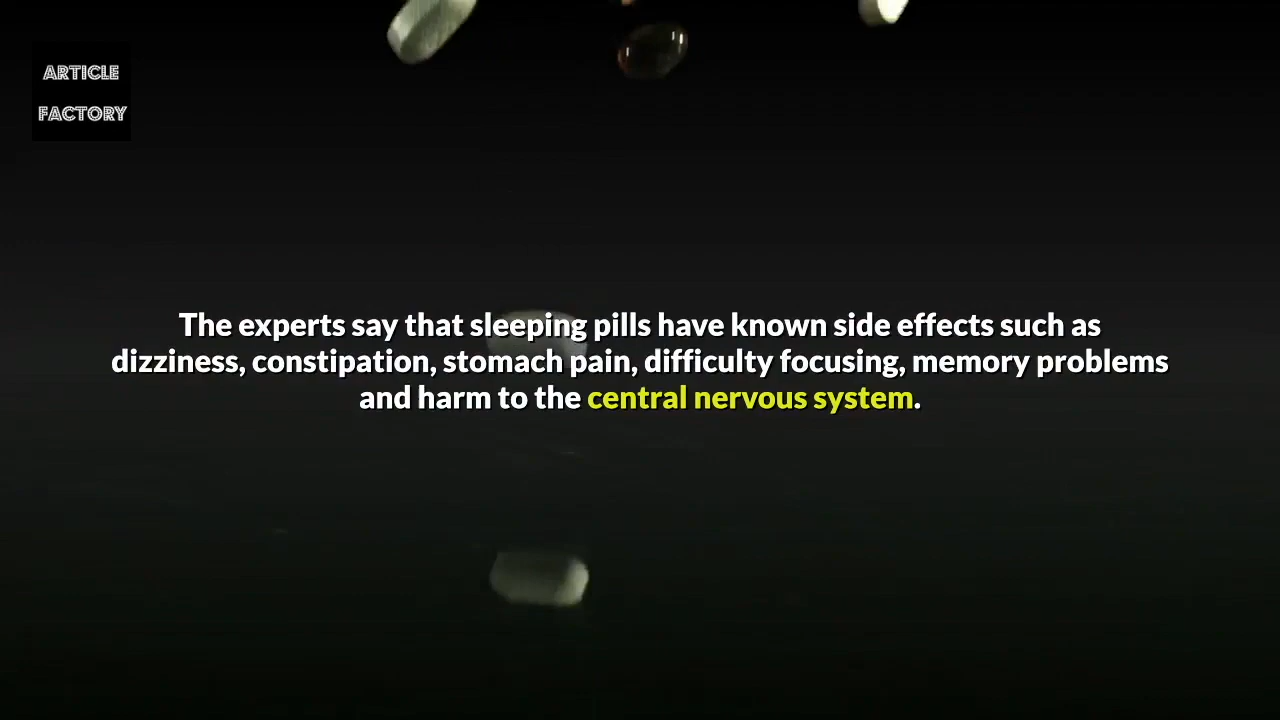 ARTICLE
FACTORY
The experts say that sleeping pills have known side effects such as
dizziness, constipation, stomach pain, difficulty focusing, memory problems
and harm to the central nervous system.